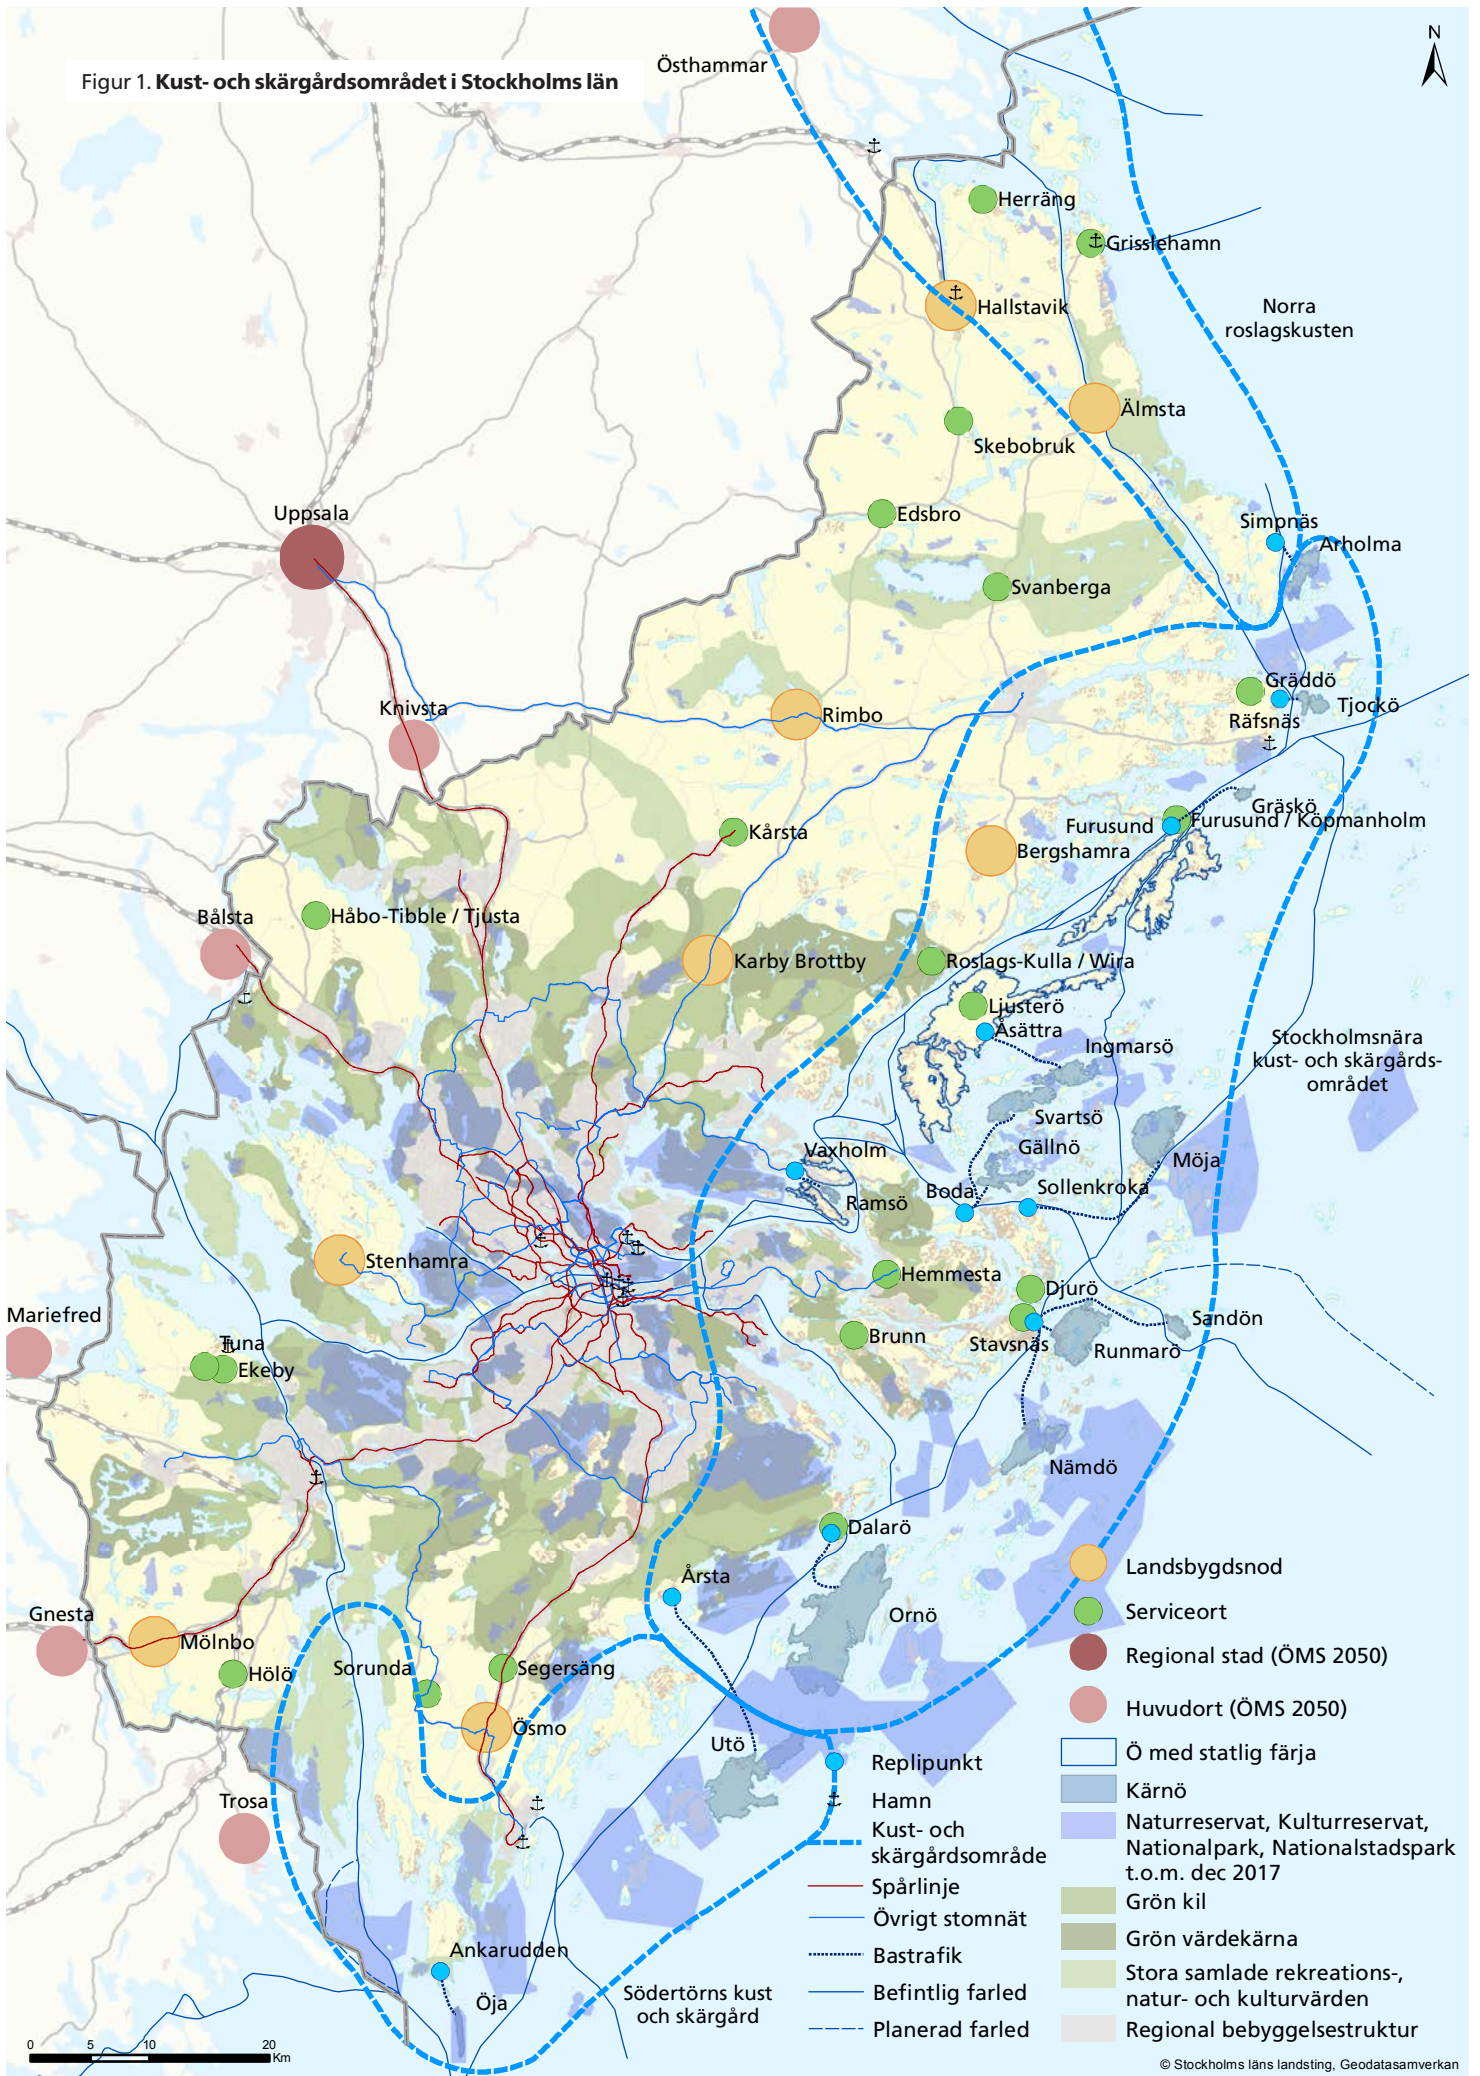 Figur 1. Kust- och skärgårdsområdet i Stockholms län
N
Östhammar
Herräng
Grisslehamn
Hallstavik
Norra
roslagskusten
Älmsta
Skebobruk
Edsbro
Uppsala
Simpnäs
Arholma
Svanberga
Gräddö
Tjockö
Räfsnäs
Knivsta
Rimbo
Gräskö
Furusund
Furusund / Köpmanholm
Kårsta
Bergshamra
Bålsta
Håbo-Tibble / Tjusta
Karby Brottby
Roslags-Kulla / Wira
Ljusterö
Åsättra
Ingmarsö
Stockholmsnära
kust- och skärgårds-
området
Svartsö
Gällnö
Vaxholm
Möja
Boda
Sollenkroka
Ramsö
Stenhamra
Hemmesta
Djurö
Mariefred
Sandön
Tuna
Brunn
Stavsnäs
Runmarö
Ekeby
Nämdö
Dalarö
Årsta
Gnesta
Ornö
Mölnbo
Hölö
Sorunda
Segersäng
Ösmo
Utö
Trosa
Ankarudden
Öja
Södertörns kust
och skärgård
Landsbygdsnod
Serviceort
Regional stad (ÖMS 2050)
Huvudort (ÖMS 2050)
Replipunkt
Hamn
Kust- och
skärgårdsområde
Spårlinje
Övrigt stomnät
Bastrafik
Befintlig farled
Planerad farled
Ö med statlig färja
Kärnö
Naturreservat, Kulturreservat,
Nationalpark, Nationalstadspark
t.o.m. dec 2017
Grön kil
Grön värdekärna
Stora samlade rekreations-,
natur- och kulturvärden
Regional bebyggelsestruktur
0 5 10 20
Km
© Stockholms läns landsting, Geodatasamverkan